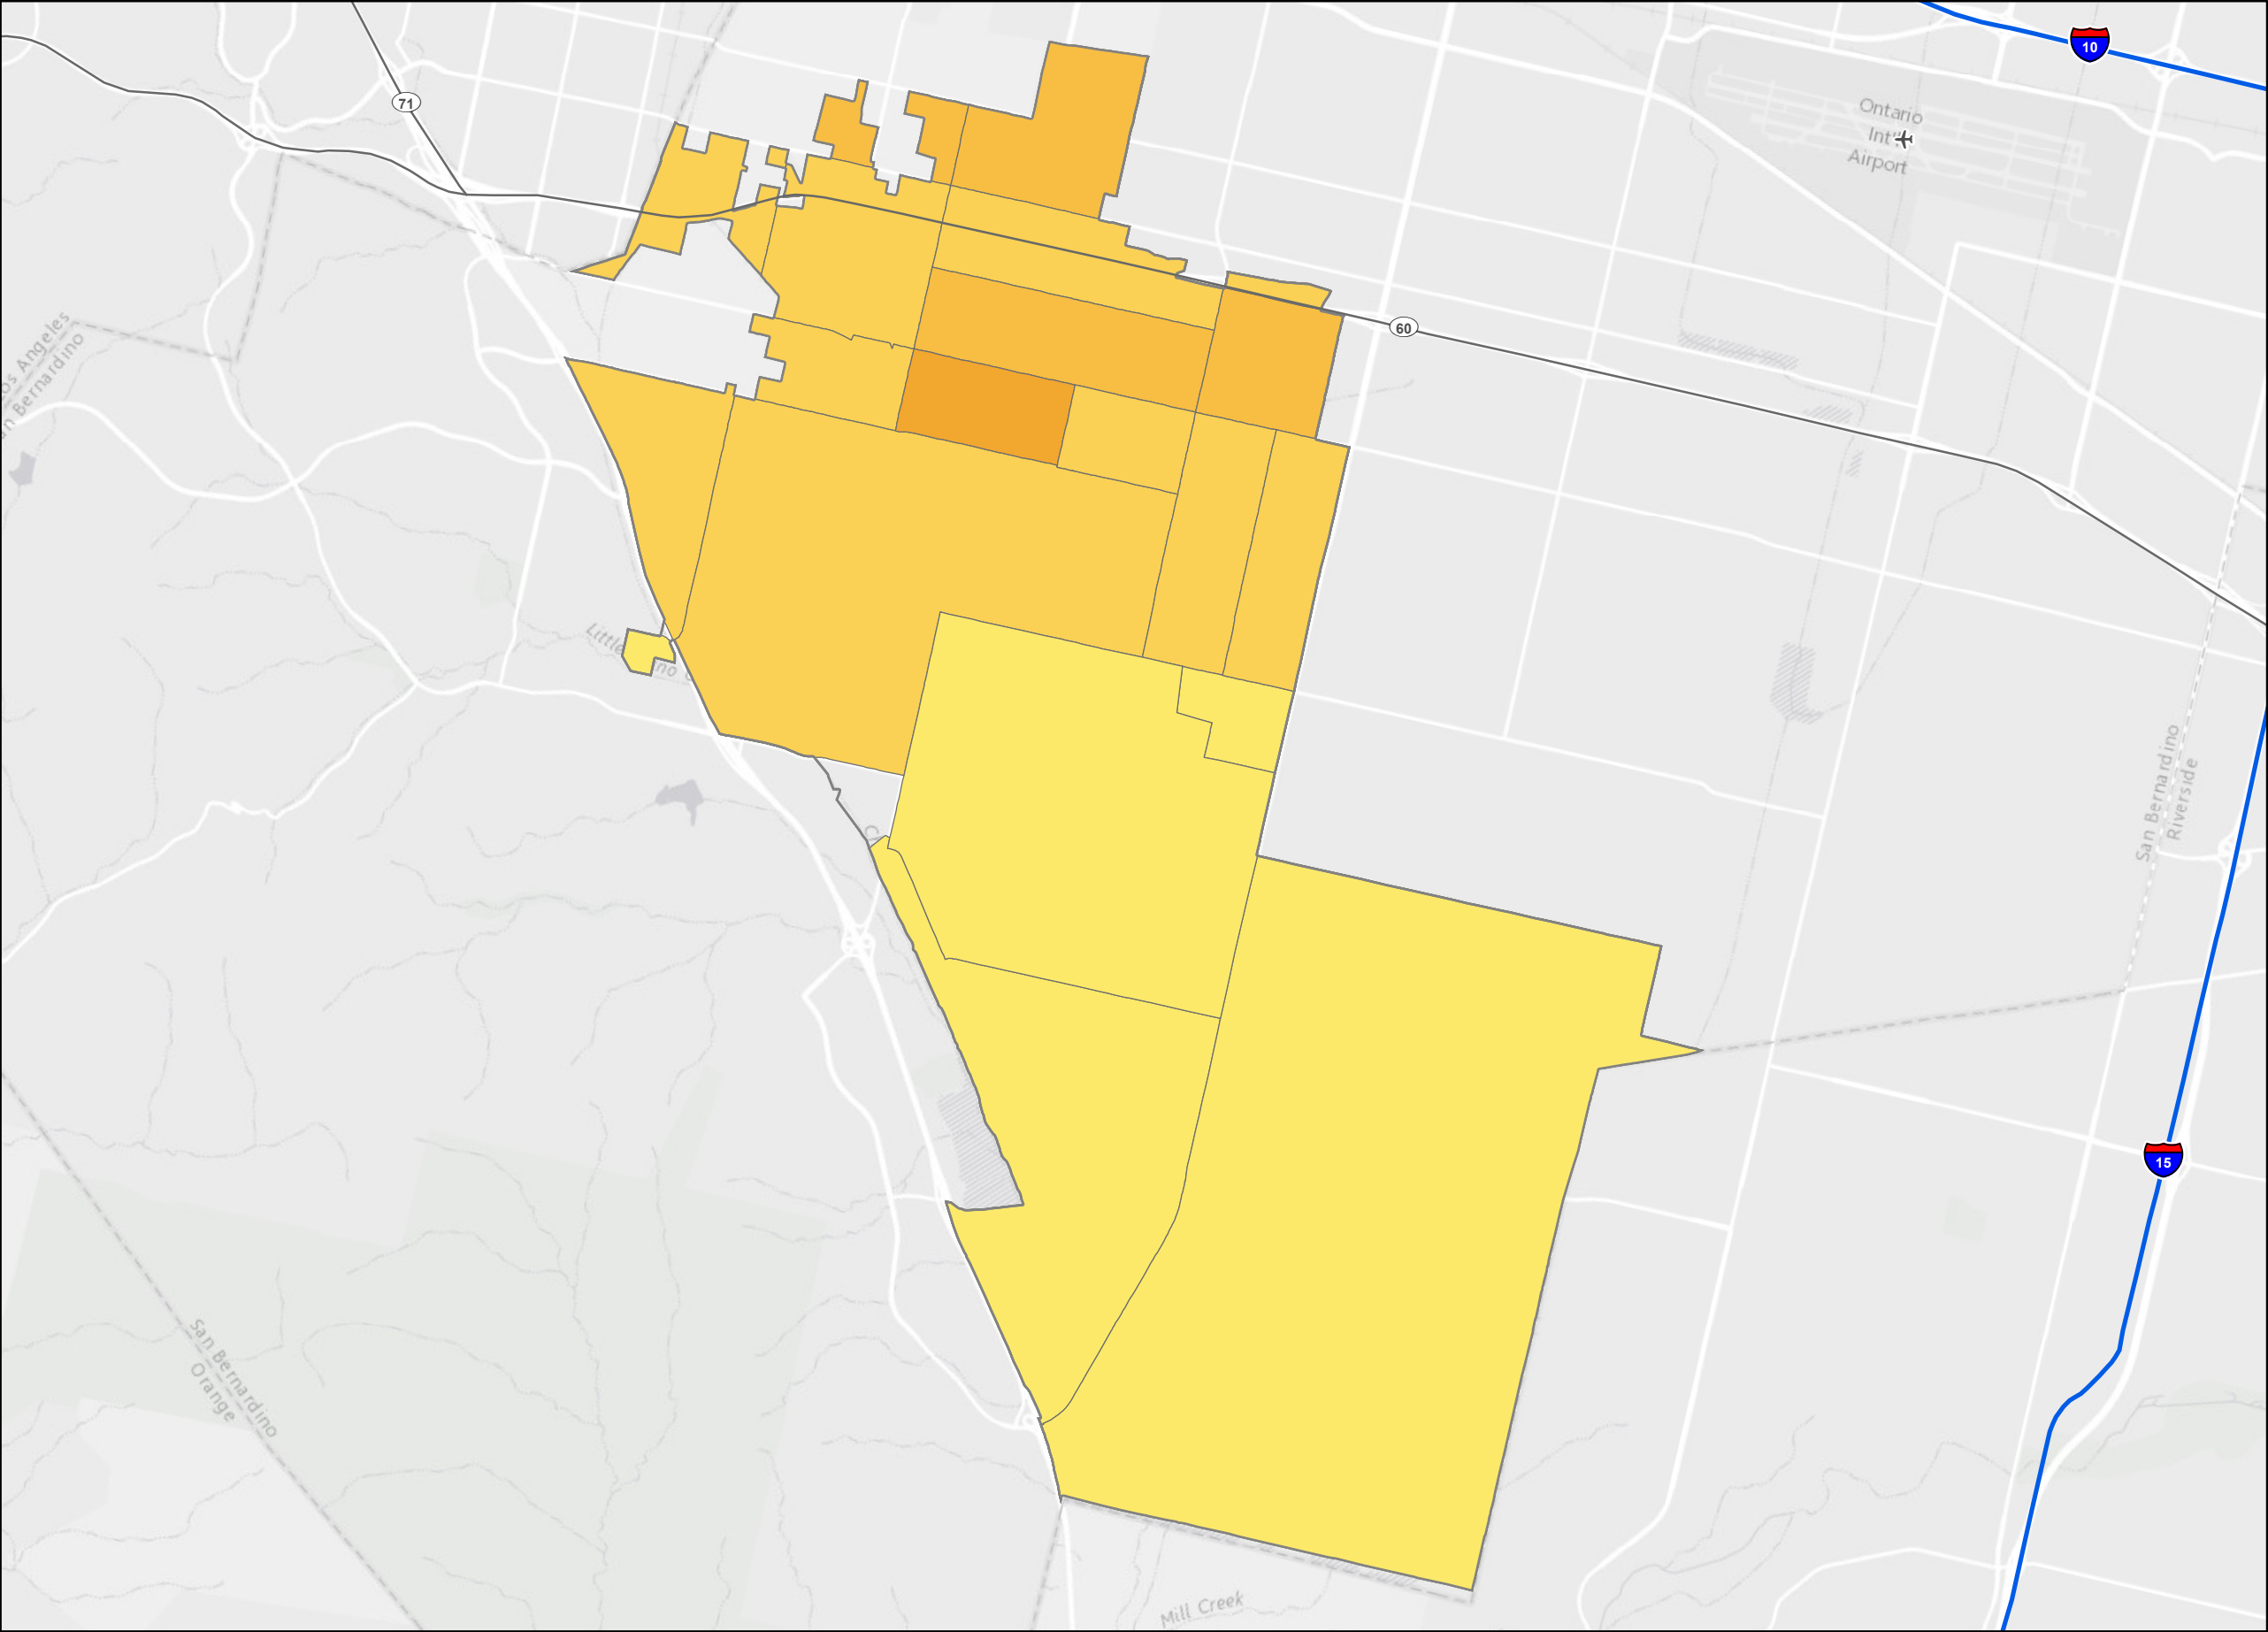 10
71
Ontario
Int'l
Airport
60
Los Angeles
San Bernardino
Little
no
San Bernardino
Riverside
C
15
San Bernardino
Orange
Mill Creek